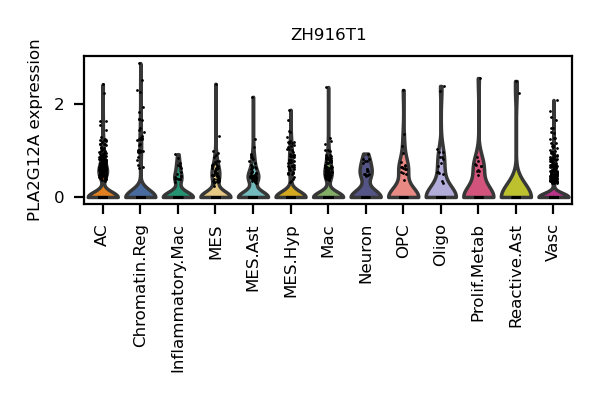 ZH916T1
PLA2G12A expression
2
0
AC
Chromatin.Reg
Inflammatory.Mac
MES
MES.Ast
MES.Hyp
Mac
Neuron
OPC
Oligo
Prolif.Metab
Reactive.Ast
Vasc